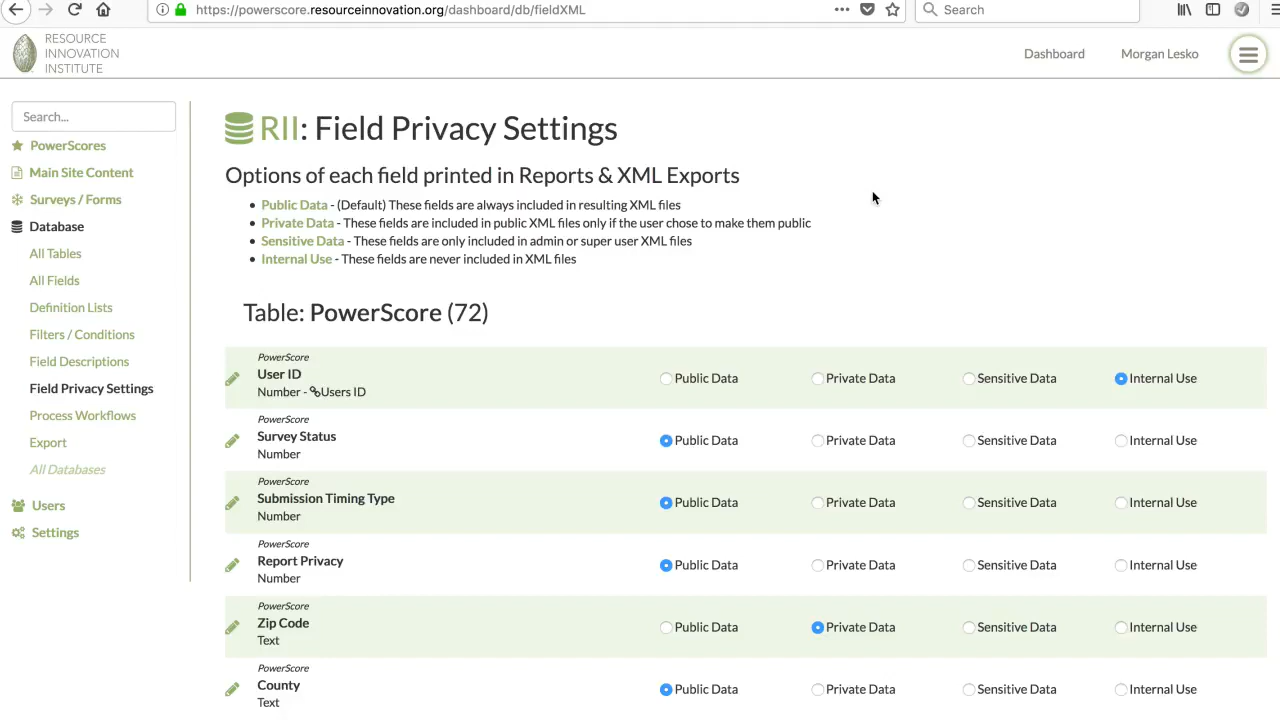 https://powerscore.resourceinnovation.org/dashboard/db/fieldXML
Search
RESOURCE
INNOVATION
INSTITUTE
Dashboard
Morgan Lesko
Search...
PowerScores
Main Site Content
Surveys / Forms
Database
All Tables
All Fields
Definition Lists
Filters / Conditions
Field Descriptions
Field Privacy Settings
Process Workflows
Export
All Databases
Users
Settings
RII: Field Privacy Settings
Options of each field printed in Reports & XML Exports
• Public Data - (Default) These fields are always included in resulting XML files
• Private Data - These fields are included in public XML files only if the user chose to make them public
• Sensitive Data - These fields are only included in admin or super user XML files
• Internal Use - These fields are never included in XML files
Table: PowerScore (72)
PowerScore
User ID
Number - Users ID
Public Data Private Data Sensitive Data Internal Use
PowerScore
Survey Status
Number
Public Data Private Data Sensitive Data Internal Use
PowerScore
Submission Timing Type
Number
Public Data Private Data Sensitive Data Internal Use
PowerScore
Report Privacy
Number
Public Data Private Data Sensitive Data Internal Use
PowerScore
Zip Code
Text
Public Data Private Data Sensitive Data Internal Use
PowerScore
County
Text
Public Data Private Data Sensitive Data Internal Use